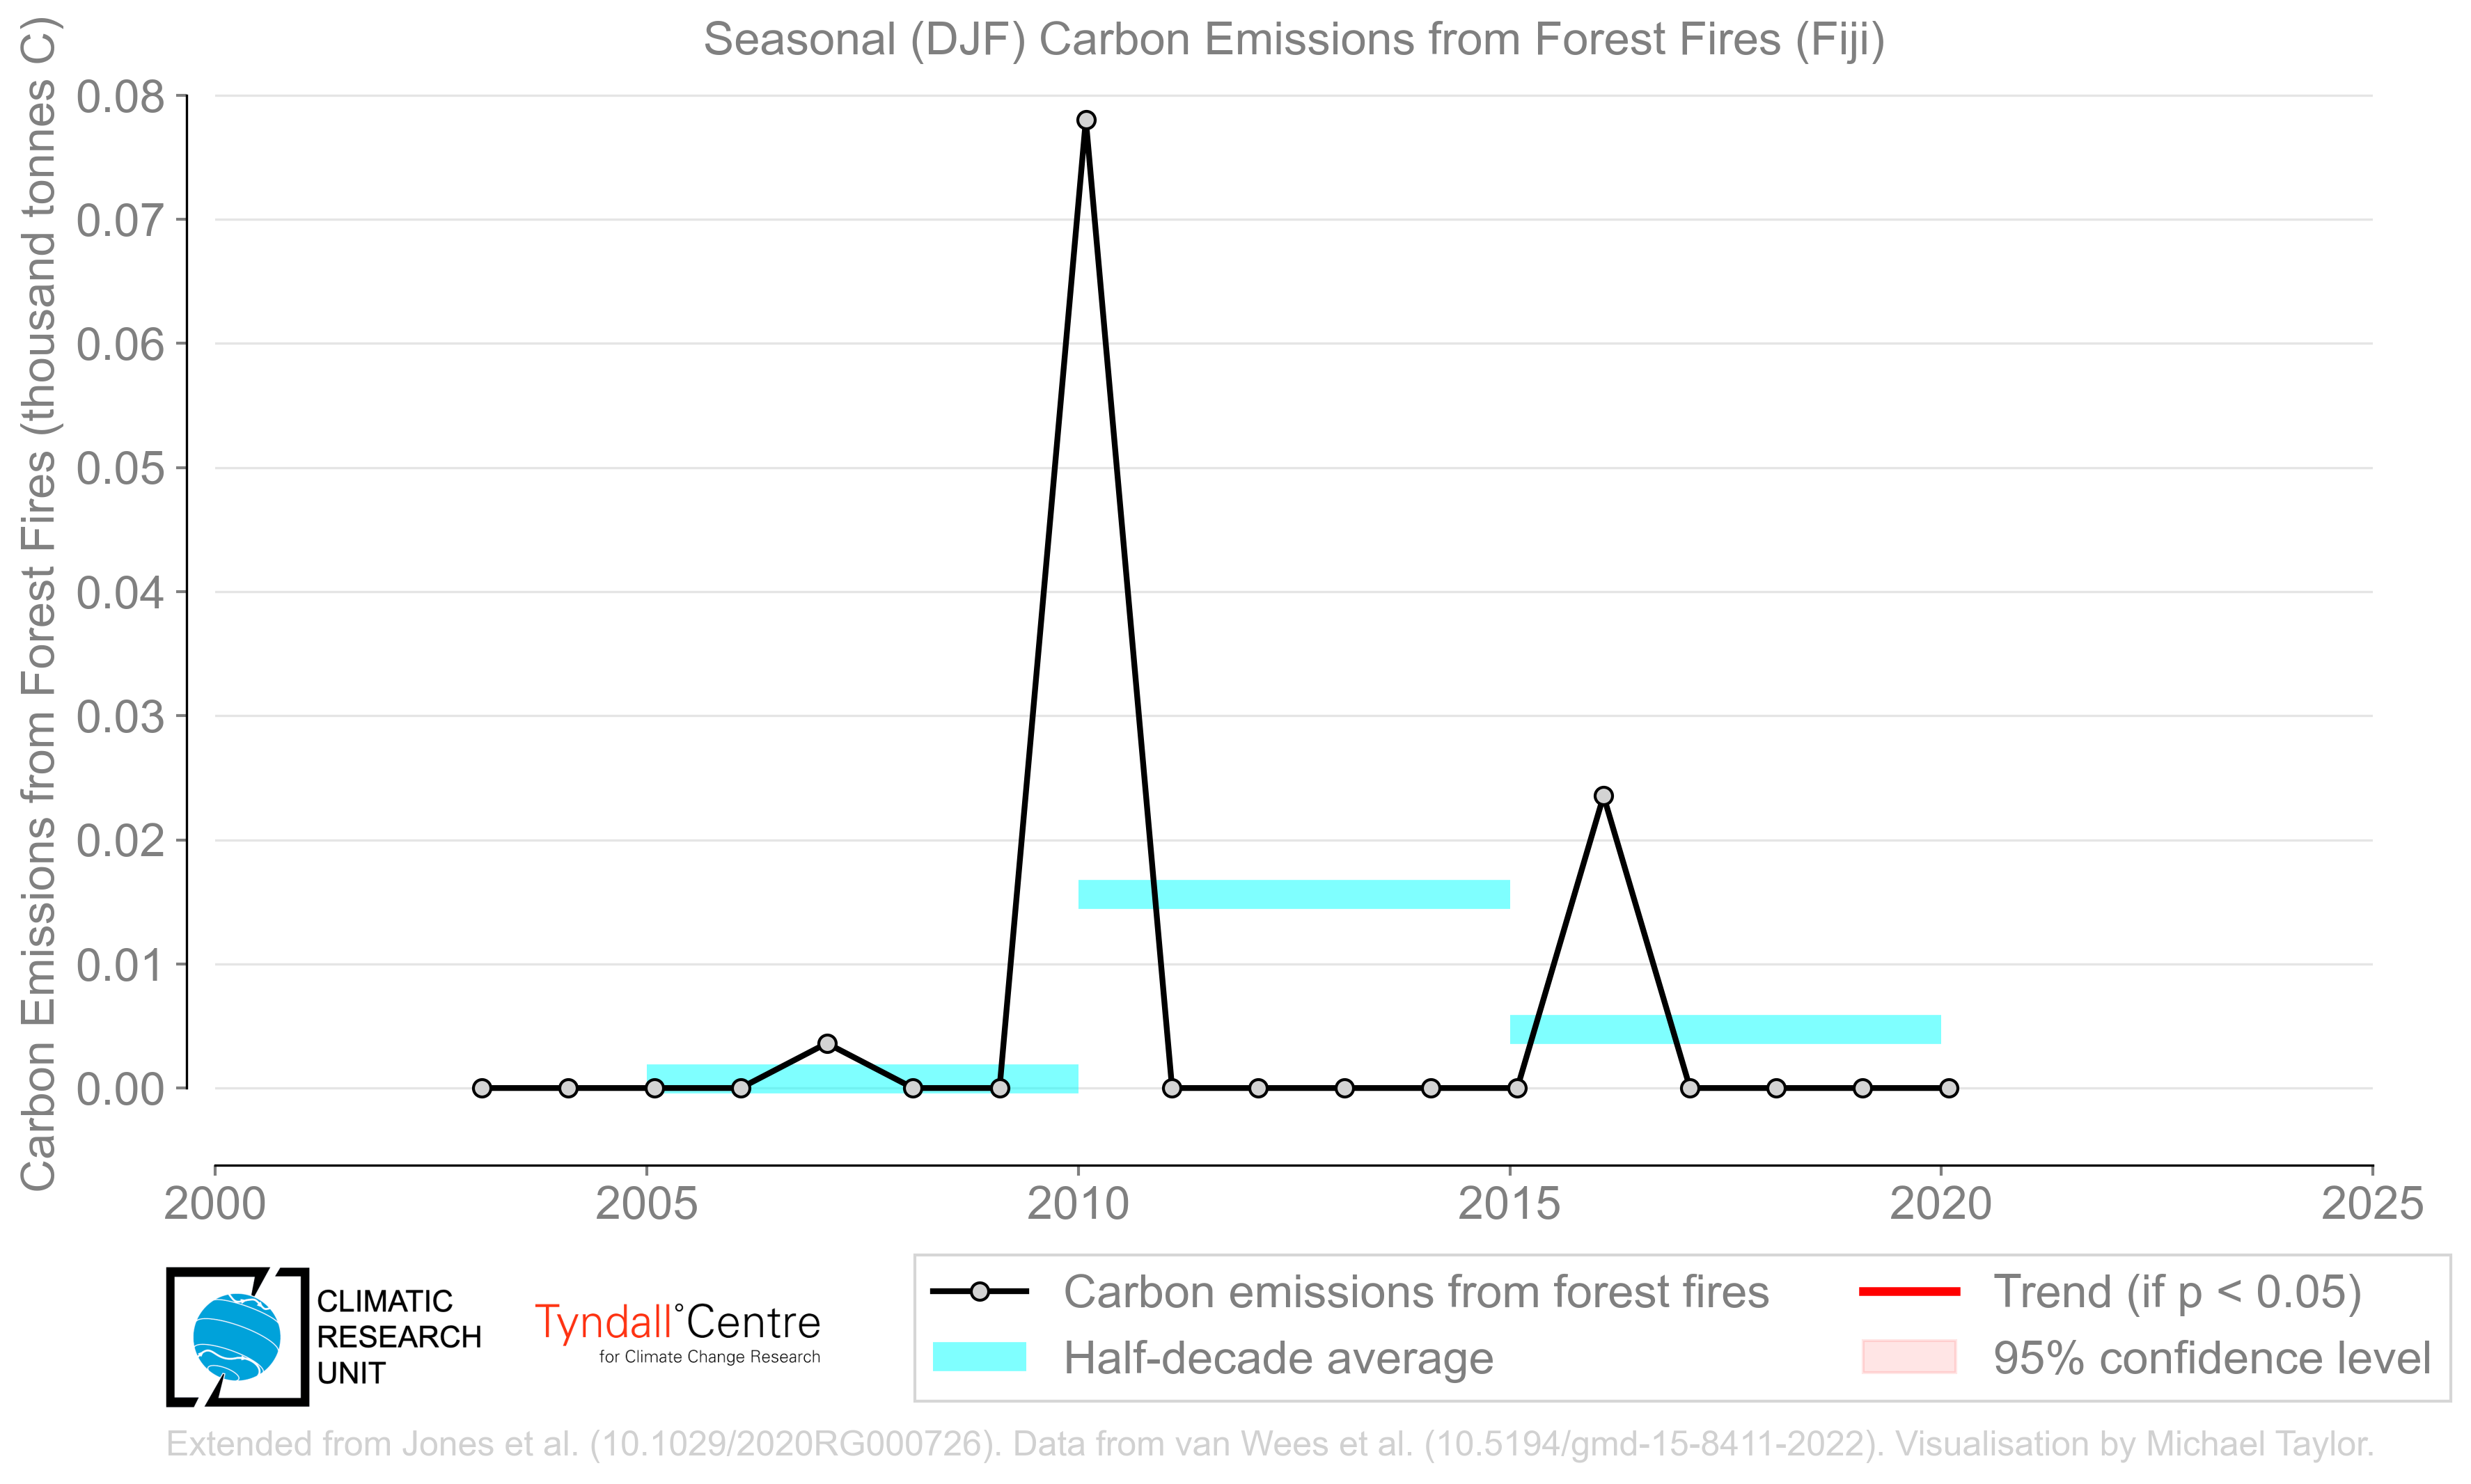 Seasonal (DJF) Carbon Emissions from Forest Fires (Fiji)
Carbon Emissions from Forest Fires (thousand tonnes C)
0.08
0.07
0.06
0.05
0.04
0.03
0.02
0.01
0.00
2000 2005 2010 2015 2020 2025
CLIMATIC
RESEARCH
UNIT
Tyndall°Centre
for Climate Change Research
Carbon emissions from forest fires
Half-decade average
Trend (if p < 0.05)
95% confidence level
Extended from Jones et al. (10.1029/2020RG000726). Data from van Wees et al. (10.5194/gmd-15-8411-2022). Visualisation by Michael Taylor.